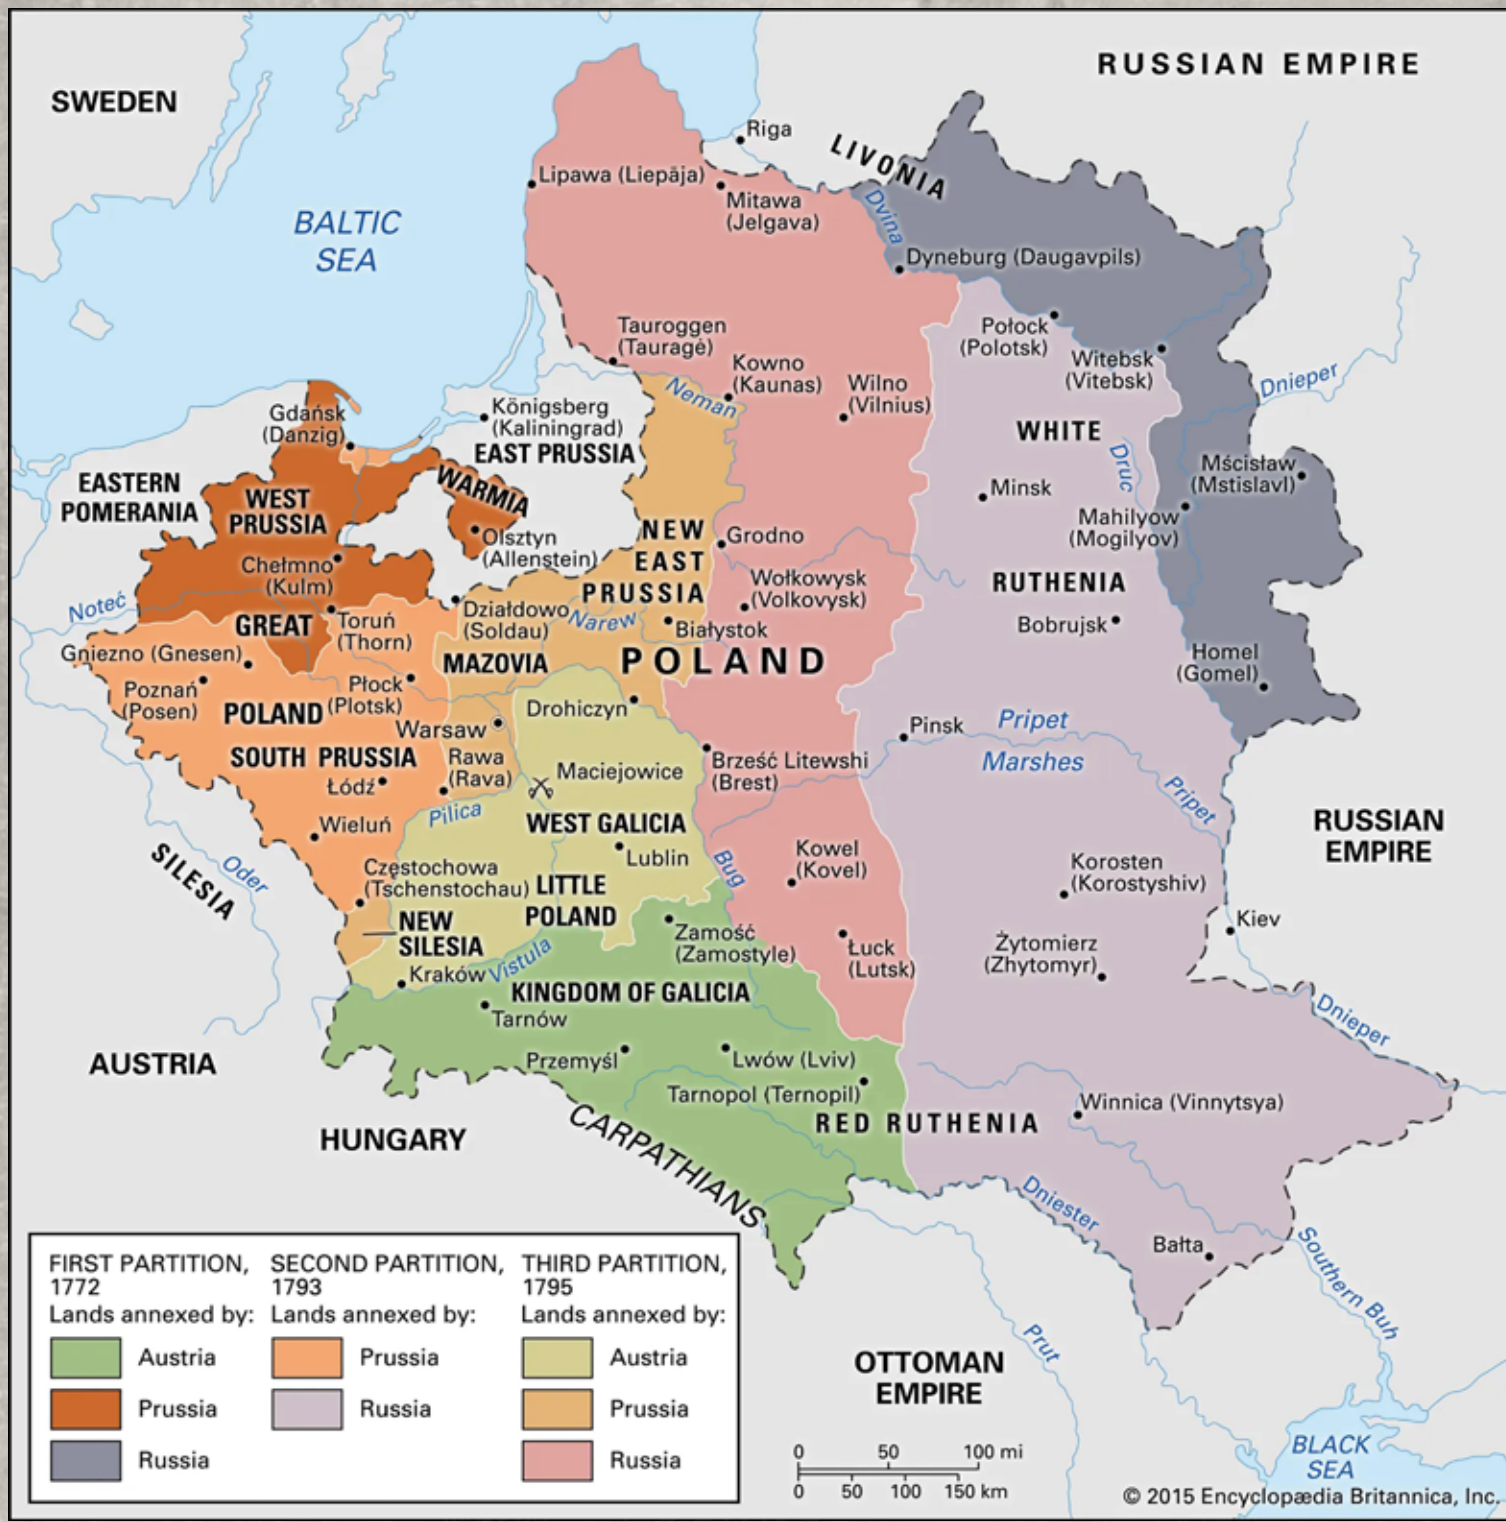 RUSSIAN EMPIRE
SWEDEN
Riga
LIVONIA
Lipawa (Liepāja)
Mitawa
(Jelgava)
Dvina
BALTIC
SEA
Dyneburg (Daugavpils)
Tauroggen
(Tauragė)
Połock
(Polotsk)
Witebsk
(Vitebsk)
Kowno
(Kaunas)
Wilno
(Vilnius)
Dnieper
Neman
Gdańsk
(Danzig)
Königsberg
(Kaliningrad)
EAST PRUSSIA
WHITE
Druc
Mścisław
(Mstislavl)
EASTERN
POMERANIA
WEST
PRUSSIA
WARMIA
Minsk
Mahilyow
(Mogilyov)
Olsztyn
(Allenstein)
NEW
EAST
PRUSSIA
Grodno
Chełmno
(Kulm)
Wołkowysk
(Volkovysk)
RUTHENIA
Noteć
GREAT
Toruń
(Thorn)
Działdowo
(Soldau)
Narew
Białystok
Bobrujsk
Gniezno (Gnesen)
MAZOVIA
POLAND
Homel
(Gomel)
Poznań
(Posen)
Płock
(Plotsk)
POLAND
Drohiczyn
Warsaw
Pinsk
Pripet
Marshes
SOUTH PRUSSIA
Rawa
(Rava)
Brześć Litewshi
(Brest)
Łódź
Maciejowice
Pripet
Pilica
Wieluń
WEST GALICIA
RUSSIAN
EMPIRE
SILESIA
Oder
Lublin
Bug
Kowel
(Kovel)
Częstochowa
(Tschenstochau)
LITTLE
POLAND
Korosten
(Korostyshiv)
NEW
SILESIA
Zamość
(Zamostyle)
Łuck
(Lutsk)
Kiev
Żytomierz
(Zhytomyr)
Kraków
Vistula
KINGDOM OF GALICIA
Tarnów
Dnieper
AUSTRIA
Przemyśl
Lwów (Lviv)
Tarnopol (Ternopil)
Winnica (Vinnytsya)
RED RUTHENIA
HUNGARY
CARPATHIANS
Dniester
Bałta
Southern Buh
FIRST PARTITION,
1772
Lands annexed by:
Austria
Prussia
Russia
SECOND PARTITION,
1793
Lands annexed by:
Prussia
Russia
THIRD PARTITION,
1795
Lands annexed by:
Austria
Prussia
Russia
Prut
OTTOMAN
EMPIRE
0 50 100 mi
0 50 100 150 km
BLACK
SEA
© 2015 Encyclopædia Britannica, Inc.